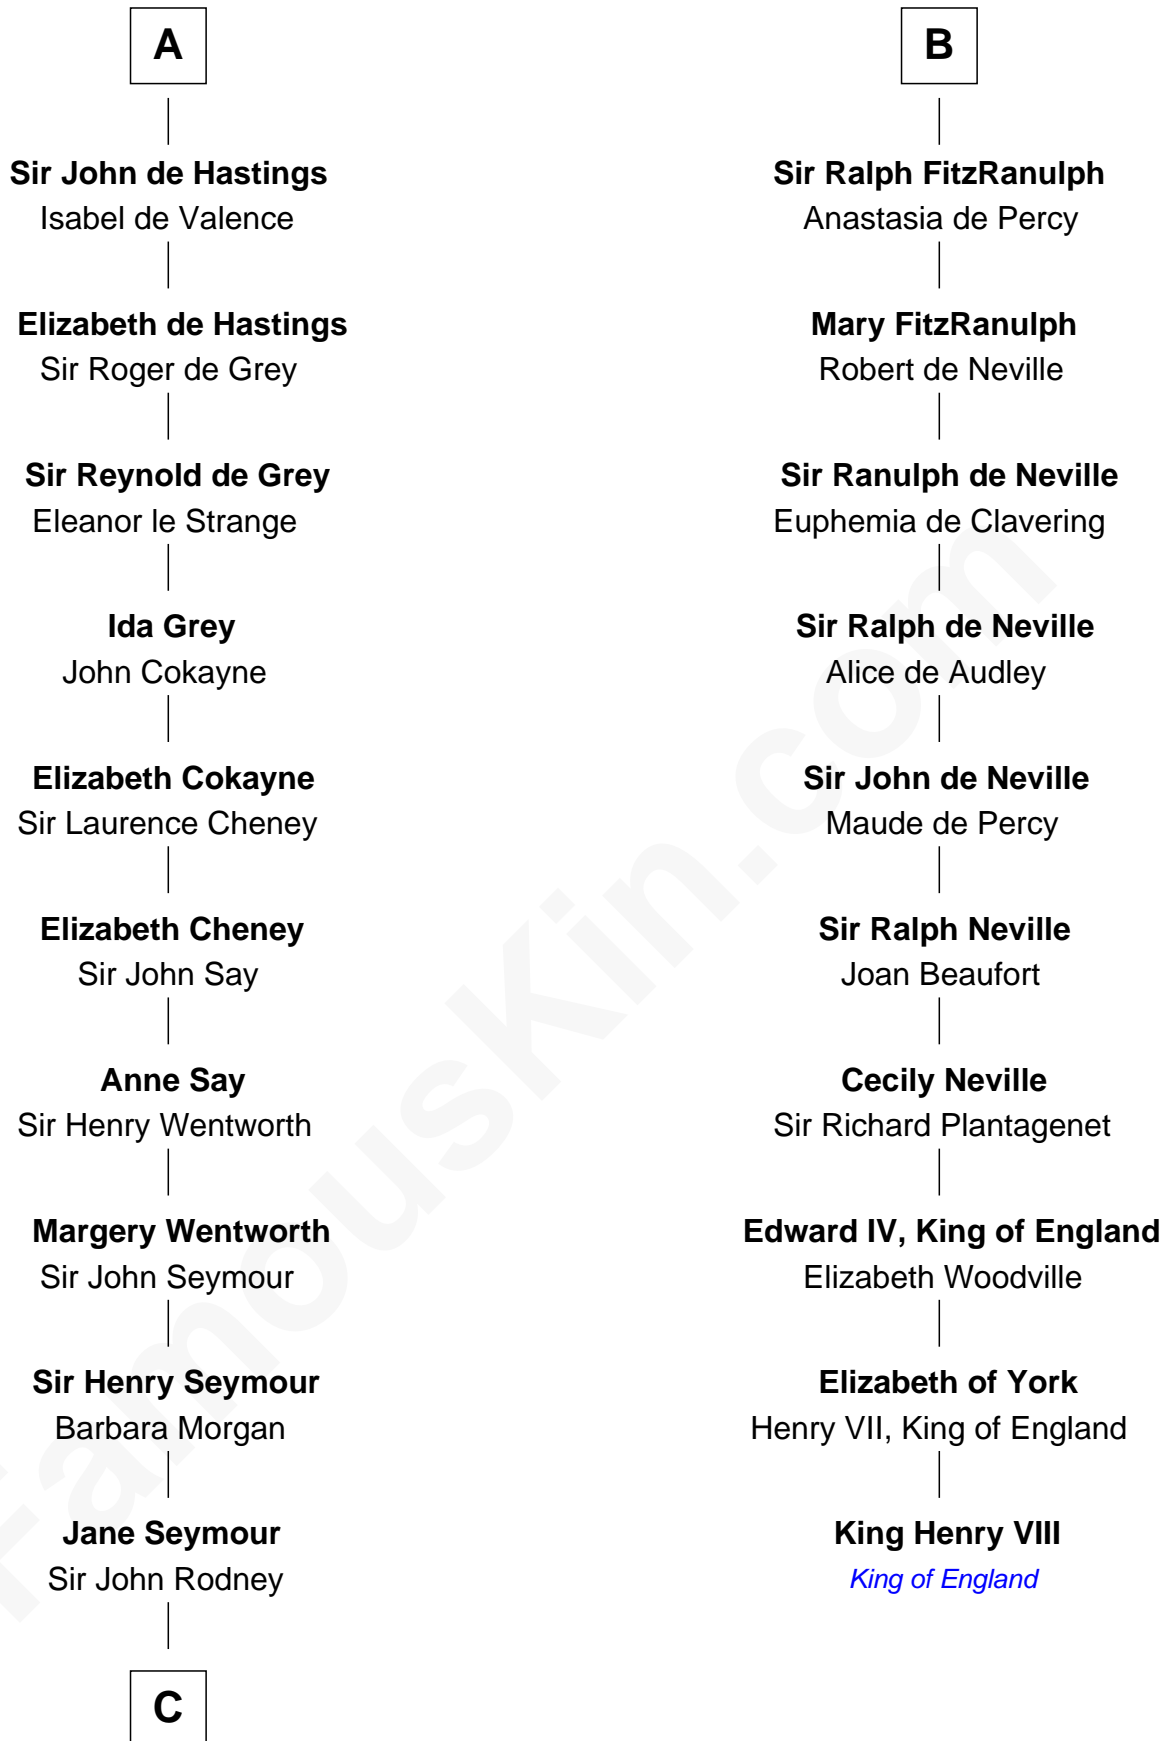 A
Sir John de Hastings
Isabel de Valence
Elizabeth de Hastings
Sir Roger de Grey
Sir Reynold de Grey
Eleanor le Strange
Ida Grey
John Cokayne
Elizabeth Cokayne
Sir Laurence Cheney
Elizabeth Cheney
Sir John Say
Anne Say
Sir Henry Wentworth
Margery Wentworth
Sir John Seymour
Sir Henry Seymour
Barbara Morgan
Jane Seymour
Sir John Rodney
C
B
Sir Ralph FitzRanulph
Anastasia de Percy
Mary FitzRanulph
Robert de Neville
Sir Ranulph de Neville
Euphemia de Clavering
Sir Ralph de Neville
Alice de Audley
Sir John de Neville
Maude de Percy
Sir Ralph Neville
Joan Beaufort
Cecily Neville
Sir Richard Plantagenet
Edward IV, King of England
Elizabeth Woodville
Elizabeth of York
Henry VII, King of England
King Henry VIII
King of England
FamousKin.com